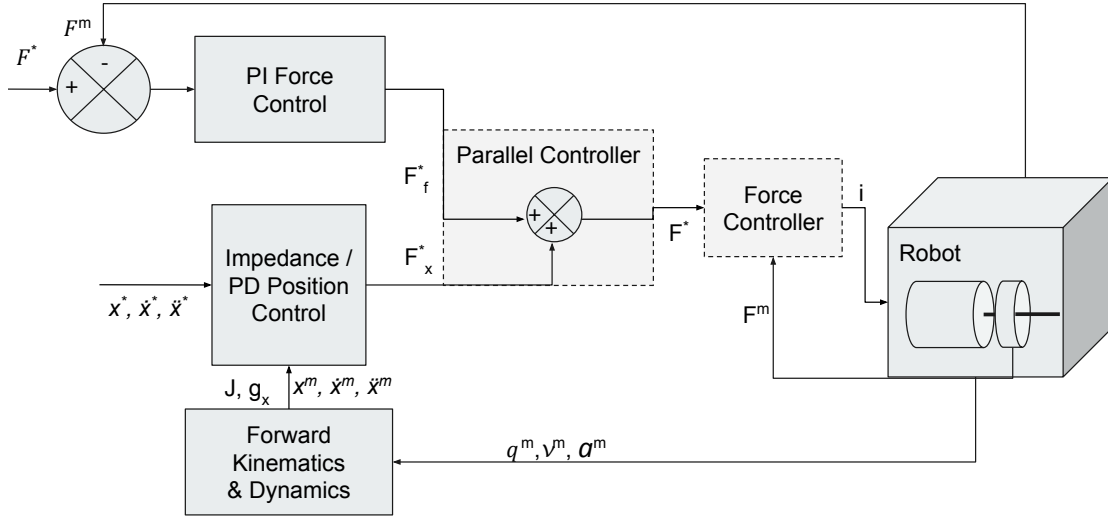 F^m
F^*
-
+
PI Force
Control
Parallel Controller
F^*_f
+
+
F^*
Force
Controller
i
Robot
Impedance /
PD Position
Control
F^*_x
x^*, ẋ^*, ẍ^*
F^m
J, g_x
x^m, ẋ^m, ẍ^m
Forward
Kinematics
& Dynamics
q^m, v^m, a^m